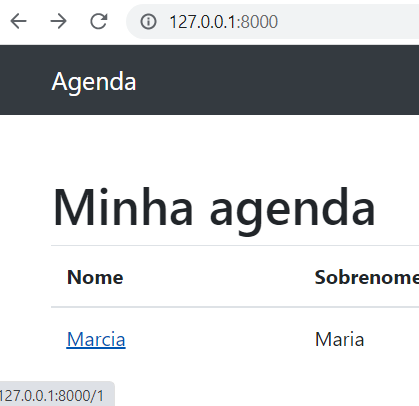 127.0.0.1:8000
Agenda
Minha agenda
Nome Sobrenome
Marcia Maria
127.0.0.1:8000/1